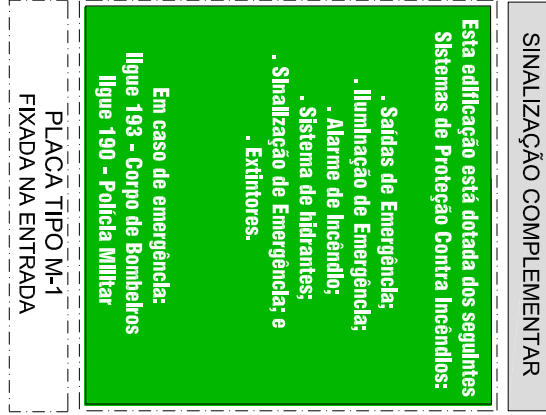 SINALIZAÇÃO COMPLEMENTAR
Esta edificação está dotada dos seguintes
Sistemas de Proteção Contra Incêndios:
. Saídas de Emergência;
. Iluminação de Emergência;
. Alarme de Incêndio;
. Sistema de hidrantes;
. Sinalização de Emergência; e
. Extintores.
Em caso de emergência:
ligue 193 - Corpo de Bombeiros
ligue 190 - Polícia Militar
PLACA TIPO M-1
FIXADA NA ENTRADA